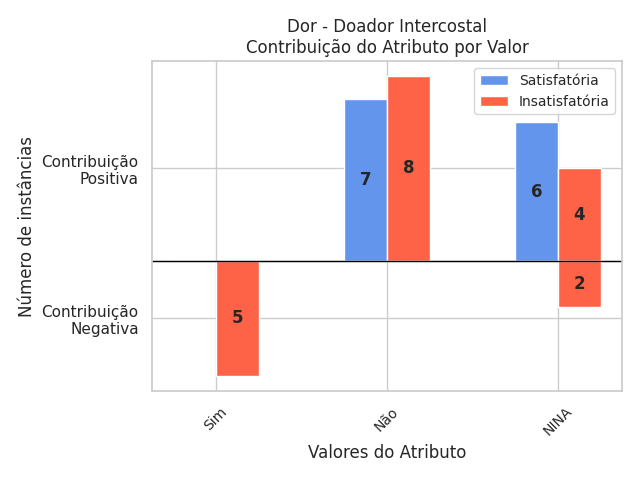 Dor - Doador Intercostal
Contribuição do Atributo por Valor
Satisfatória
Insatisfatória
Número de instâncias
Contribuição
Positiva
Contribuição
Negativa
5
7
8
6
4
2
Sim
Não
NINA
Valores do Atributo